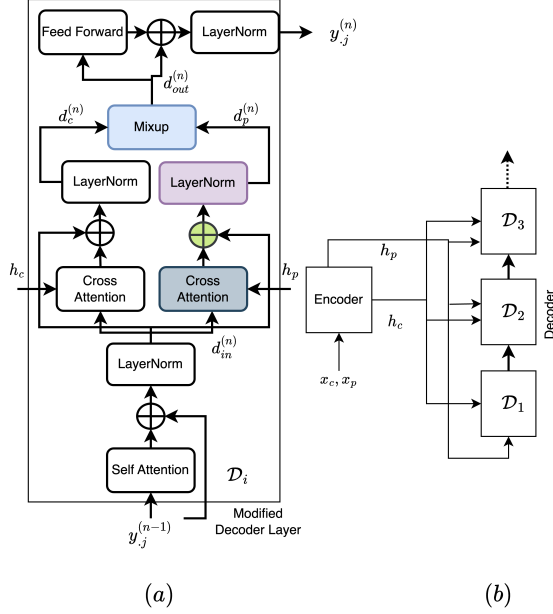 Feed Forward
LayerNorm
$y_{.j}^{(n)}$
$d_{out}^{(n)}$
$d_c^{(n)}$
Mixup
$d_p^{(n)}$
LayerNorm
LayerNorm
$h_c$
Cross
Attention
Cross
Attention
$h_p$
$d_{in}^{(n)}$
LayerNorm
Self Attention
$\mathcal{D}_i$
Modified
Decoder Layer
$y_{.j}^{(n-1)}$
(a)
$\mathcal{D}_3$
$h_p$
Encoder
$h_c$
$\mathcal{D}_2$
Decoder
$x_c, x_p$
$\mathcal{D}_1$
(b)